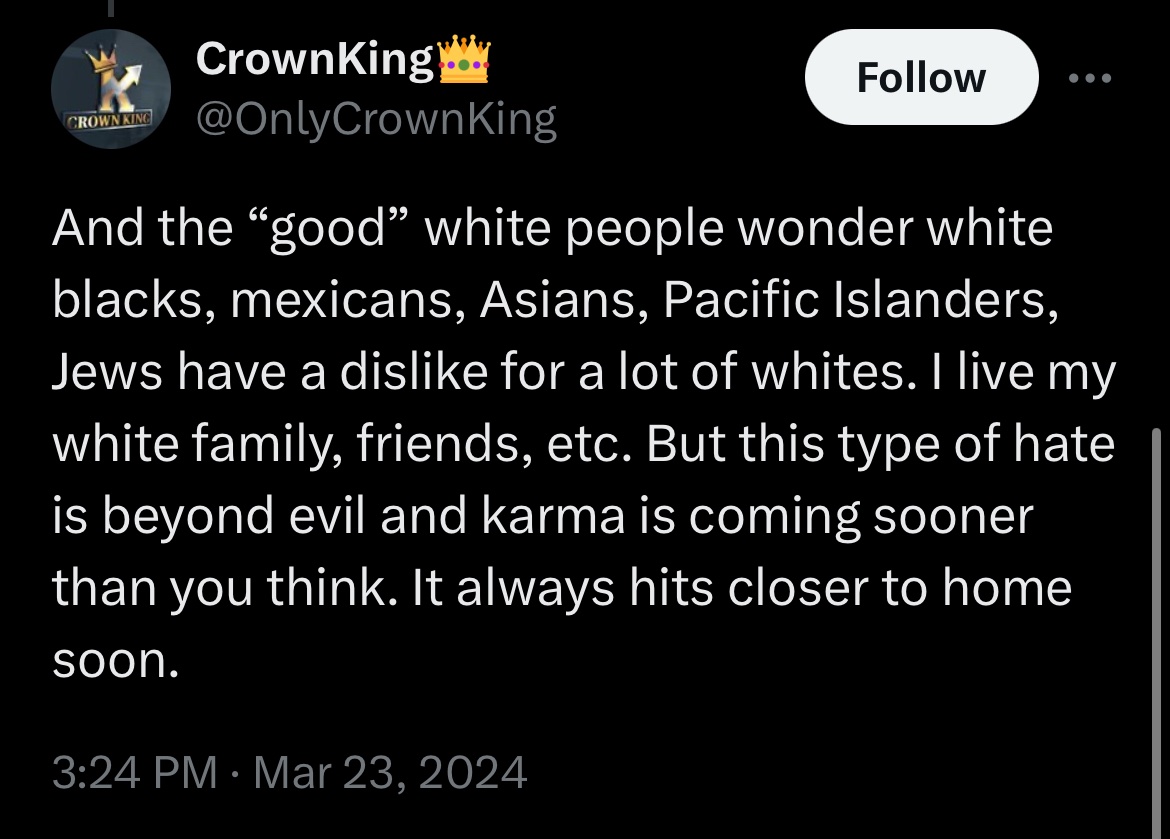 CrownKing👑
@OnlyCrownKing
Follow
CROWN KING
And the “good” white people wonder white
blacks, mexicans, Asians, Pacific Islanders,
Jews have a dislike for a lot of whites. I live my
white family, friends, etc. But this type of hate
is beyond evil and karma is coming sooner
than you think. It always hits closer to home
soon.
3:24 PM · Mar 23, 2024